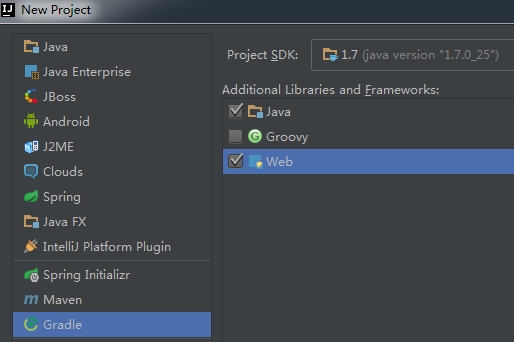 New Project
Java
Java Enterprise
JBoss
Android
J2ME
Clouds
Spring
Java FX
IntelliJ Platform Plugin
Spring Initializr
Maven
Gradle
Project SDK: 1.7 (java version "1.7.0_25")
Additional Libraries and Frameworks:
Java
Groovy
Web